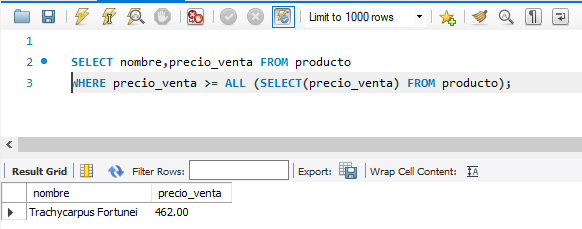 Limit to 1000 rows
1
2 SELECT nombre,precio_venta FROM producto
3 WHERE precio_venta >= ALL (SELECT(precio_venta) FROM producto);
Result Grid Filter Rows: Export: Wrap Cell Content:
nombre precio_venta
Trachycarpus Fortunei 462.00